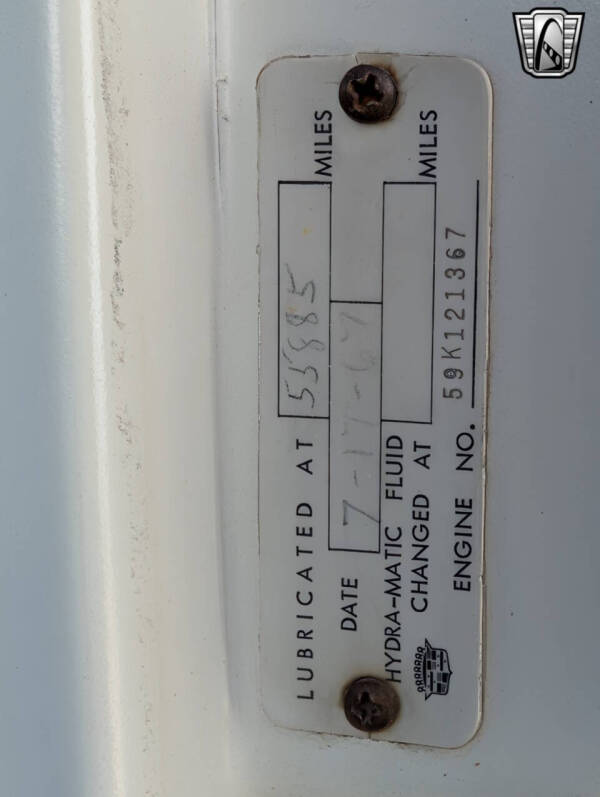 LUBRICATED AT 55885 MILES
DATE 7-17-67
HYDRA-MATIC FLUID
CHANGED AT MILES
ENGINE NO. 59K121367